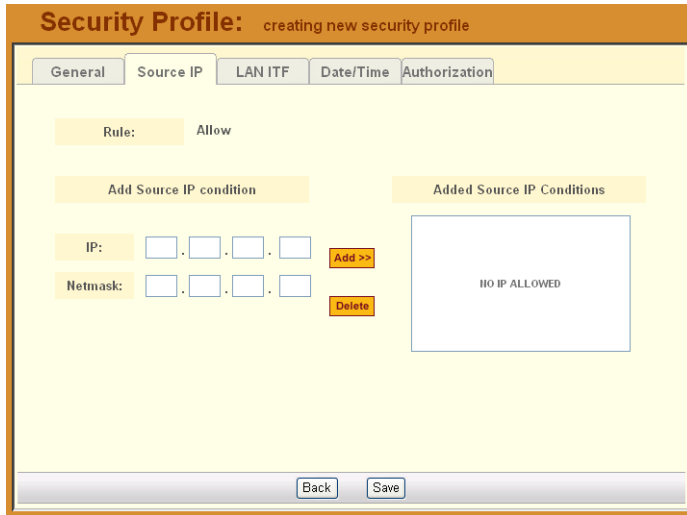 Security Profile: creating new security profile
General Source IP LAN ITF Date/Time Authorization
Rule: Allow
Add Source IP condition Added Source IP Conditions
IP: . . . Add >>
NO IP ALLOWED
Netmask: . . .
Delete
Back Save